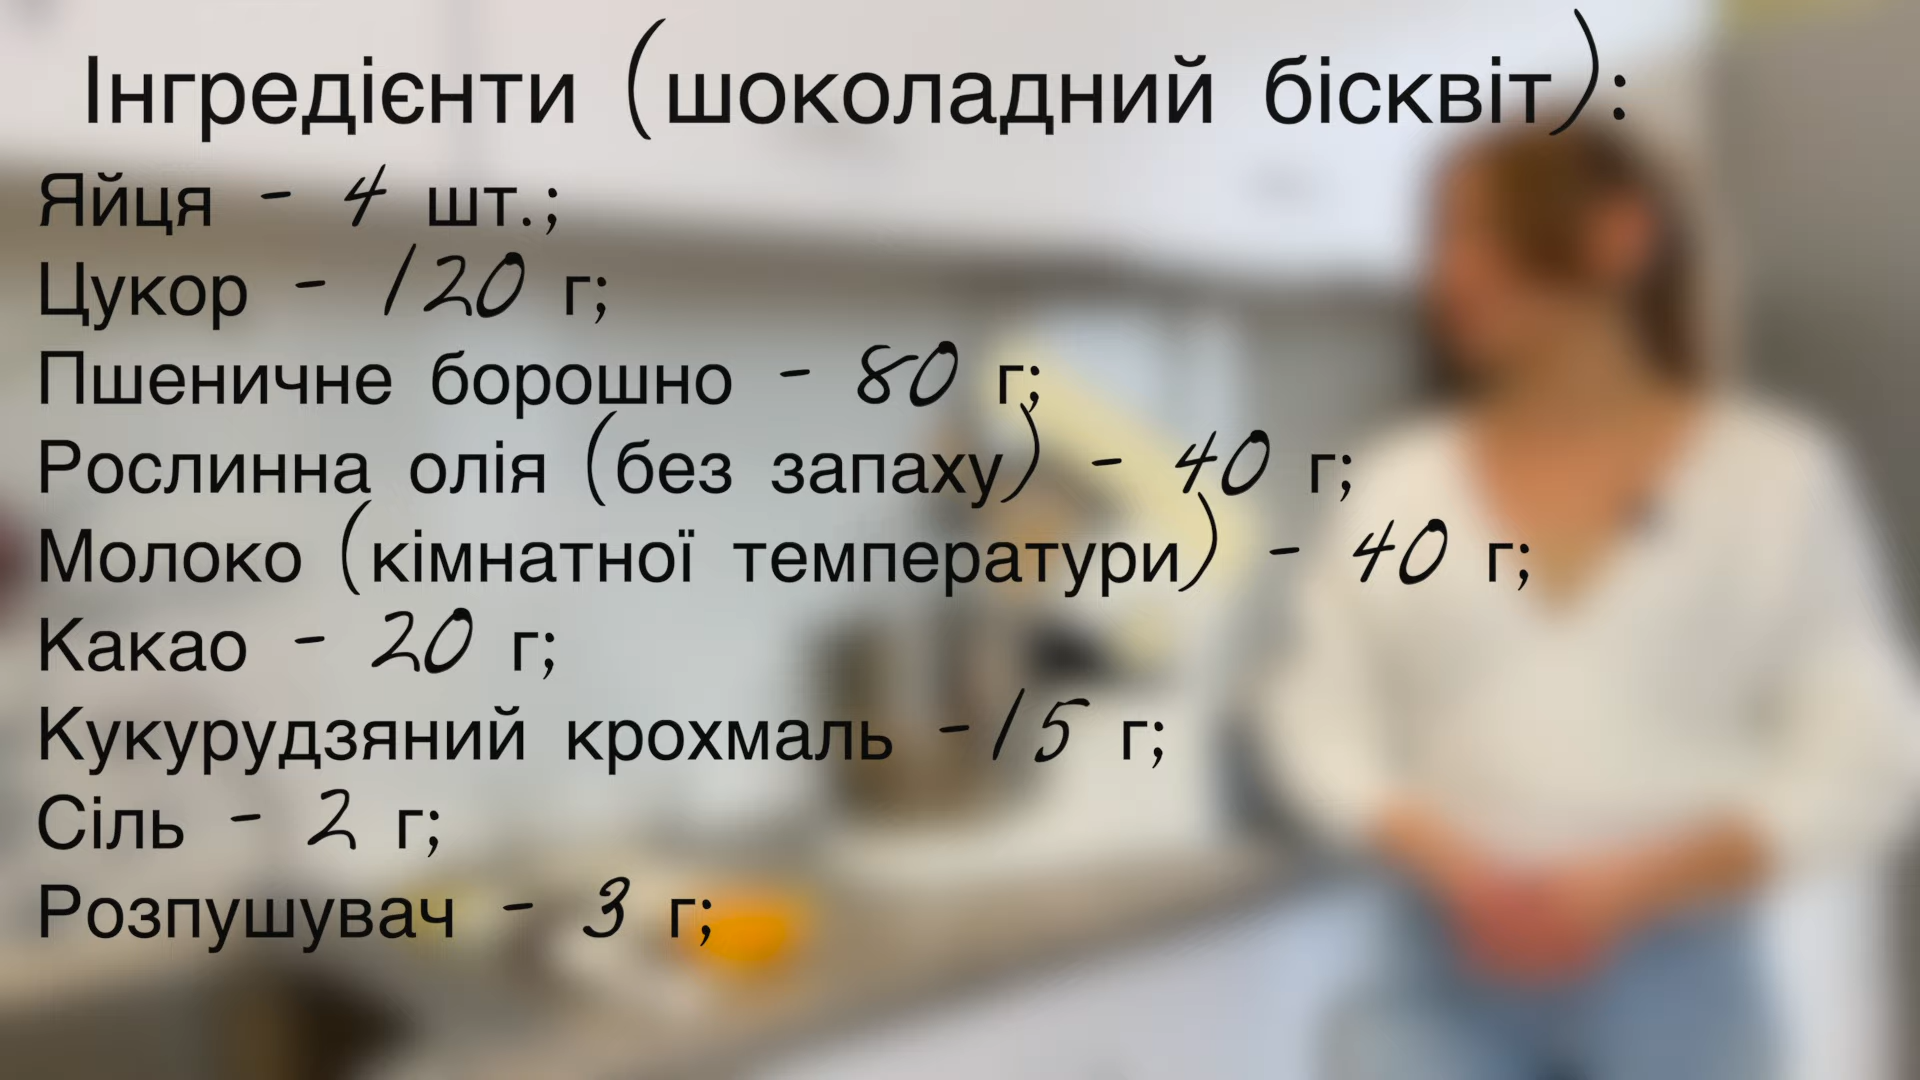 Інгредієнти (шоколадний бісквіт):
Яйця - 4 шт.;
Цукор - 120 г;
Пшеничне борошно - 80 г;
Рослинна олія (без запаху) - 40 г;
Молоко (кімнатної температури) - 40 г;
Какао - 20 г;
Кукурудзяний крохмаль -15 г;
Сіль - 2 г;
Розпушувач - 3 г;